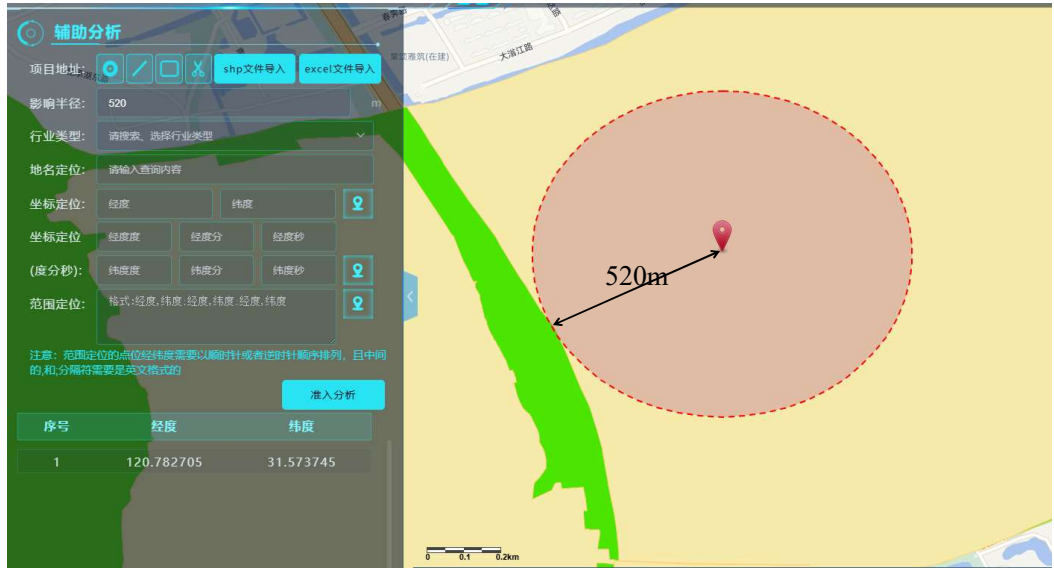 辅助分析
项目地址: shp文件导入 excel文件导入
影响半径: 520 m
行业类型: 请搜索、选择行业类型
地名定位: 请输入查询内容
坐标定位: 经度 纬度
坐标定位 经度度 经度分 经度秒
(度分秒): 纬度度 纬度分 纬度秒
范围定位: 格式:经度,纬度;经度,纬度;经度,纬度
注意：范围定位的点位经纬度需要以顺时针或者逆时针顺序排列，且中间
的,和;分隔符需要是英文格式的
准入分析
序号 经度 纬度
1 120.782705 31.573745
雅筑(在建)
大滃江路
520m
0 0.1 0.2km